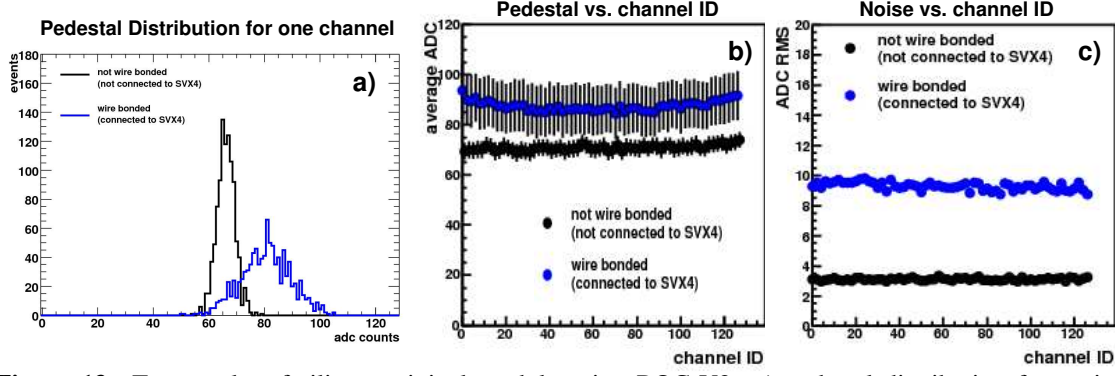 Pedestal Distribution for one channel
events
180
160
140
120
100
80
60
40
20
0
not wire bonded
(not connected to SVX4)
wire bonded
(connected to SVX4)
a)
0 20 40 60 80 100 120
adc counts
Pedestal vs. channel ID
average ADC
120
100
80
60
40
20
0
b)
not wire bonded
(not connected to SVX4)
wire bonded
(connected to SVX4)
0 20 40 60 80 100 120
channel ID
Noise vs. channel ID
ADC RMS
20
18
16
14
12
10
8
6
4
2
0
not wire bonded
(not connected to SVX4)
wire bonded
(connected to SVX4)
c)
0 20 40 60 80 100 120
channel ID